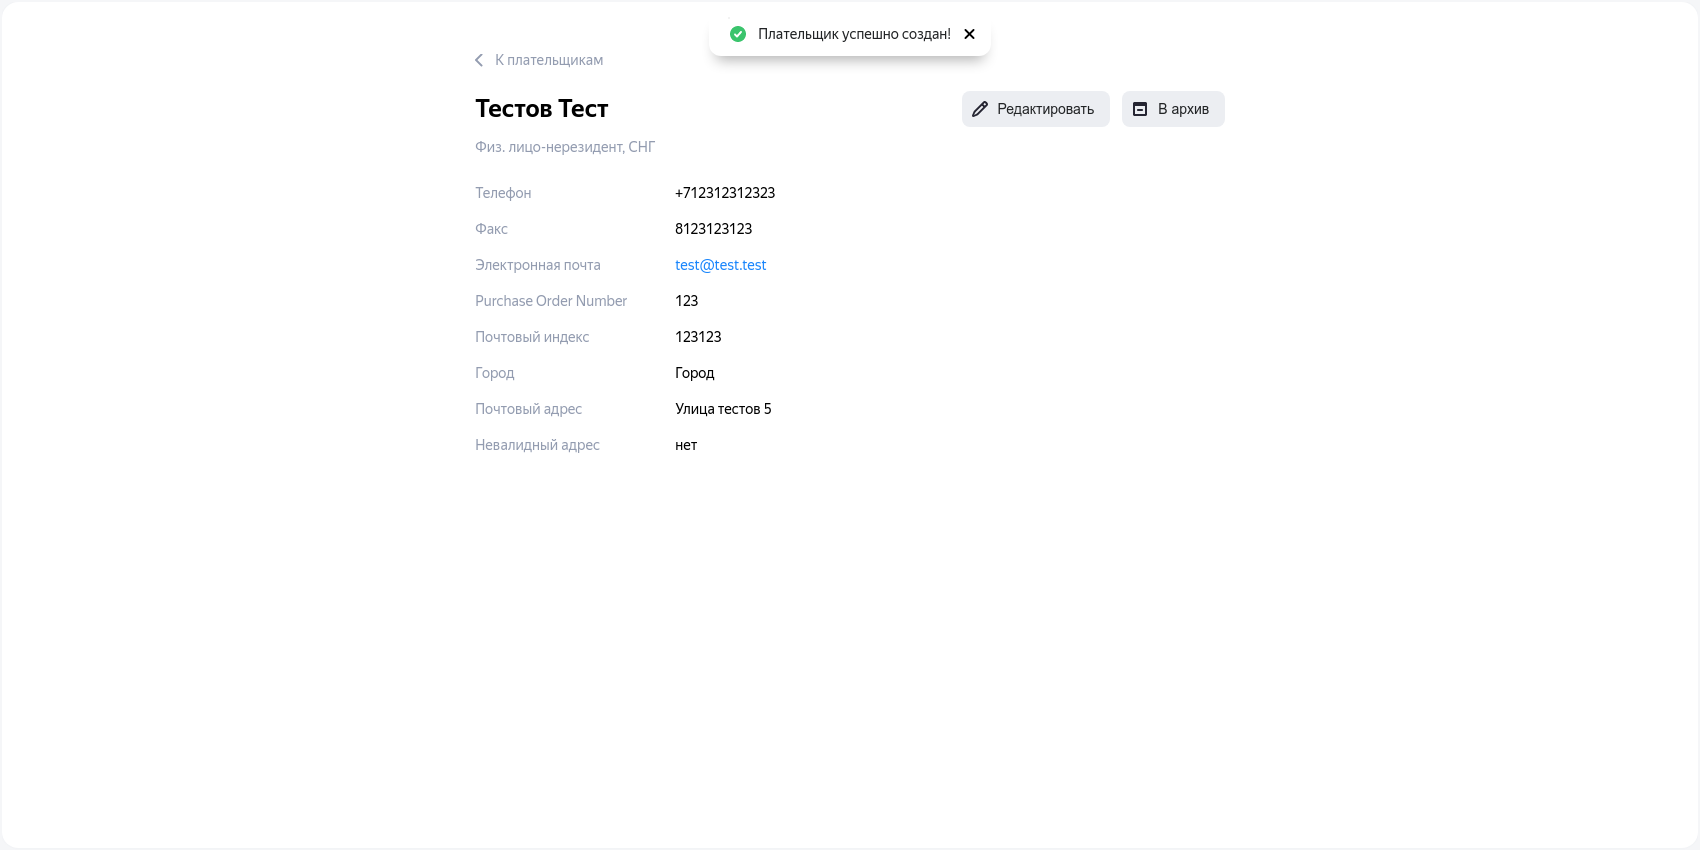 Плательщик успешно создан!
К плательщикам
Тестов Тест
Редактировать
В архив
Физ. лицо-нерезидент, СНГ
Телефон +712312312323
Факс 8123123123
Электронная почта test@test.test
Purchase Order Number 123
Почтовый индекс 123123
Город Город
Почтовый адрес Улица тестов 5
Невалидный адрес нет